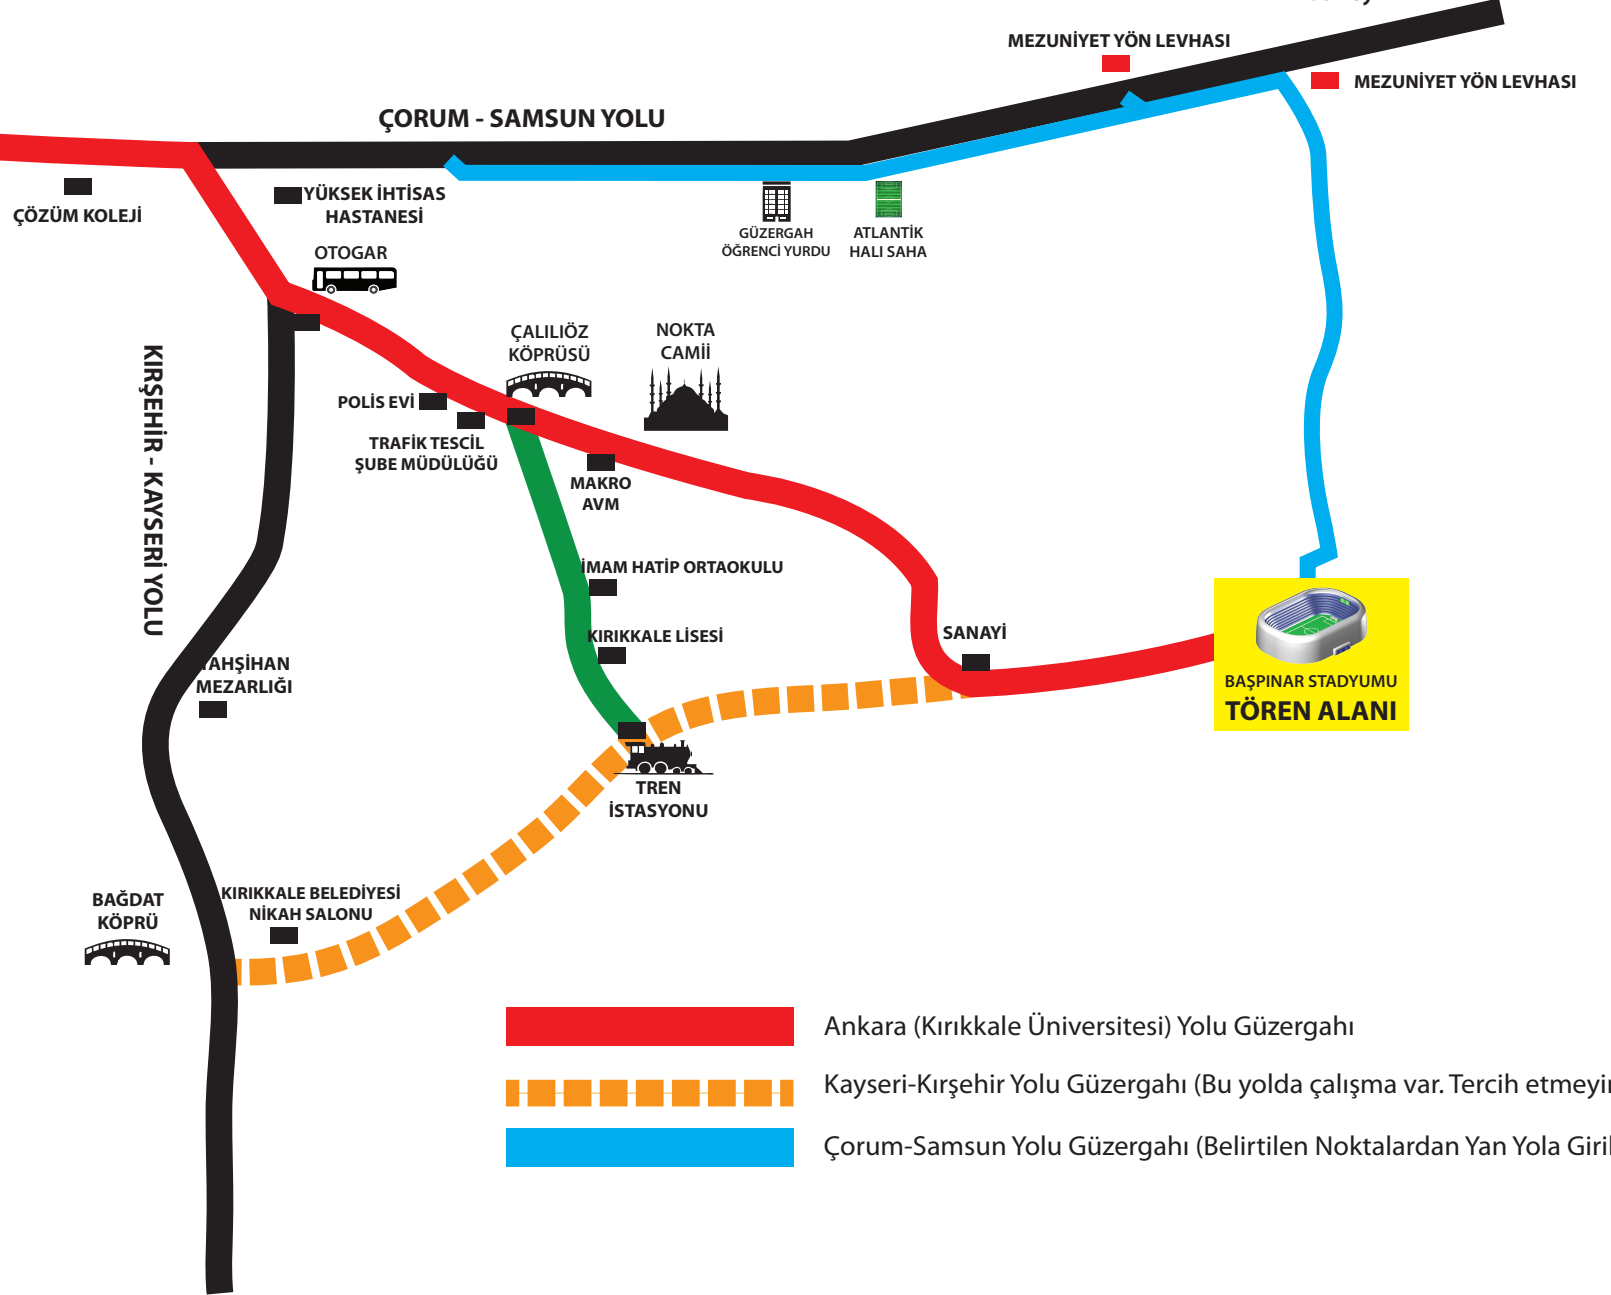 MEZUNİYET YÖN LEVHASI
MEZUNİYET YÖN LEVHASI
ÇORUM - SAMSUN YOLU
ÇÖZÜM KOLEJİ
YÜKSEK İHTİSAS
HASTANESİ
OTOGAR
GÜZERGAH
ÖĞRENCİ YURDU
ATLANTİK
HALI SAHA
KIRŞEHİR - KAYSERİ YOLU
ÇALILIÖZ
KÖPRÜSÜ
NOKTA
CAMİİ
POLİS EVİ
TRAFİK TESCİL
ŞUBE MÜDÜLÜĞÜ
MAKRO
AVM
İMAM HATİP ORTAOKULU
KIRIKKALE LİSESİ
SANAYİ
YAHŞİHAN
MEZARLIĞI
BAŞPINAR STADYUMU
TÖREN ALANI
TREN
İSTASYONU
BAĞDAT
KÖPRÜ
KIRIKKALE BELEDİYESİ
NİKAH SALONU
Ankara (Kırıkkale Üniversitesi) Yolu Güzergahı
Kayseri-Kırşehir Yolu Güzergahı (Bu yolda çalışma var. Tercih
Çorum-Samsun Yolu Güzergahı (Belirtilen Noktalardan Yan Yola